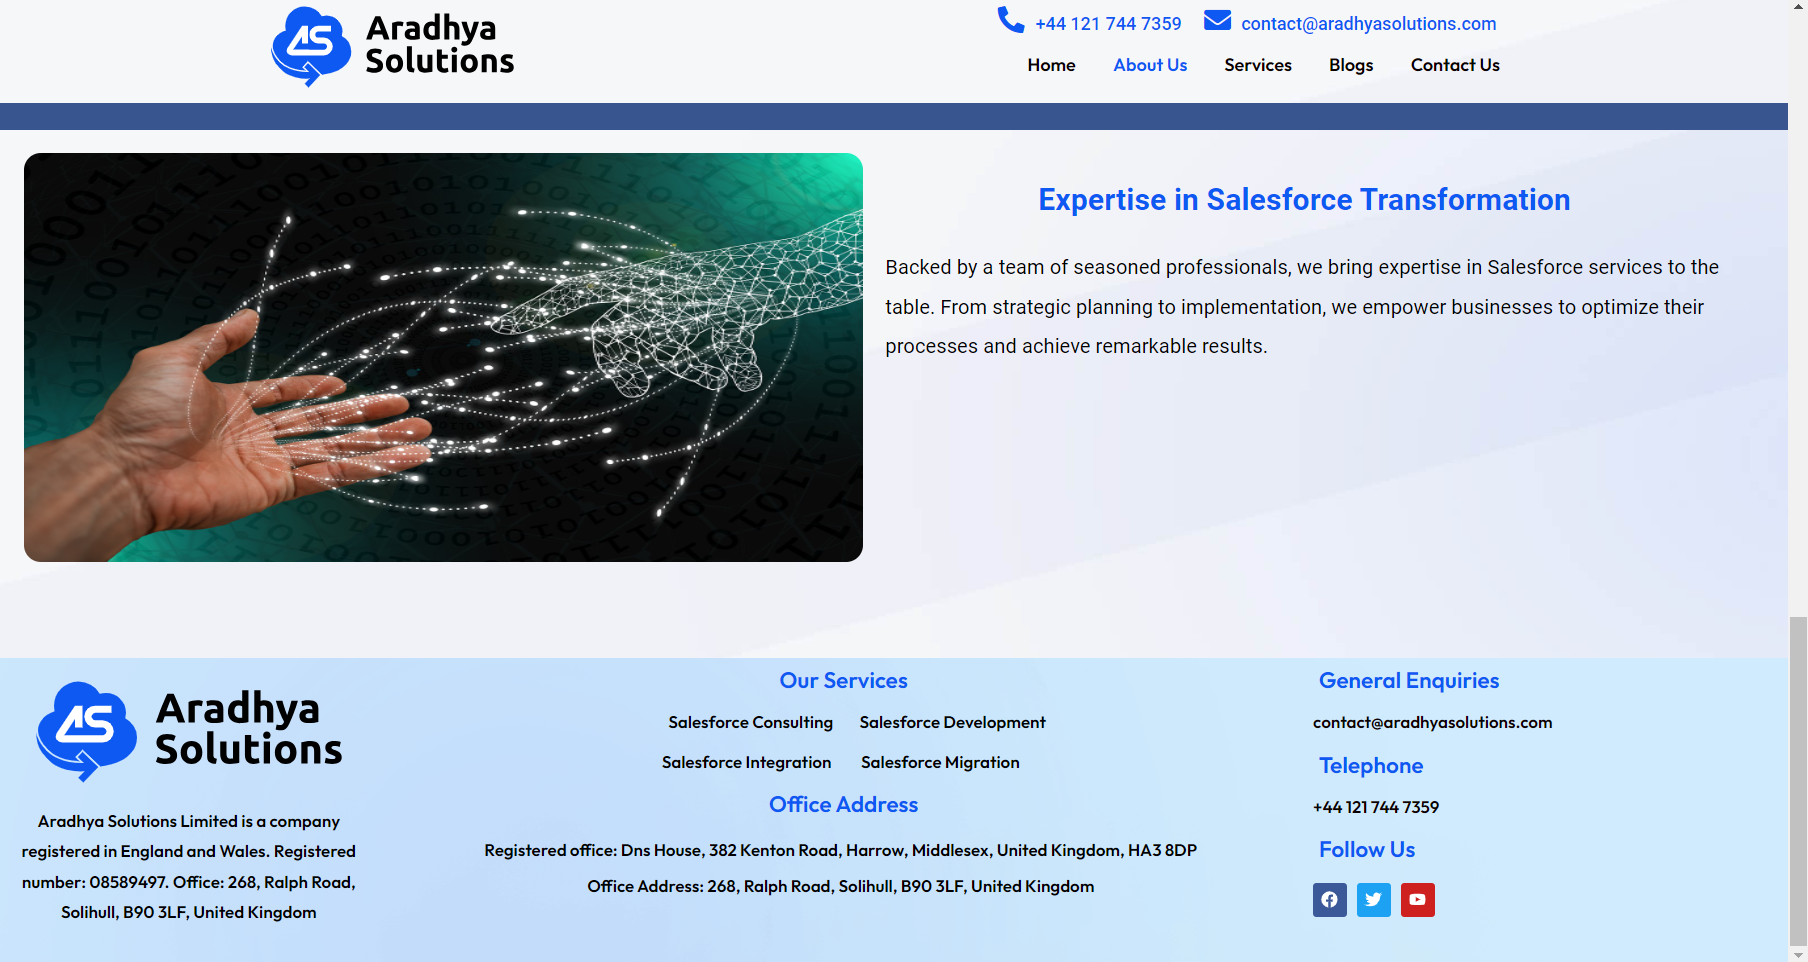 Aradhya
Solutions
+44 121 744 7359
contact@aradhyasolutions.com
Home
About Us
Services
Blogs
Contact Us
Expertise in Salesforce Transformation
Backed by a team of seasoned professionals, we bring expertise in Salesforce services to the
table. From strategic planning to implementation, we empower businesses to optimize their
processes and achieve remarkable results.
Aradhya
Solutions
Aradhya Solutions Limited is a company
registered in England and Wales. Registered
number: 08589497. Office: 268, Ralph Road,
Solihull, B90 3LF, United Kingdom
Our Services
Salesforce Consulting
Salesforce Development
Salesforce Integration
Salesforce Migration
Office Address
Registered office: Dns House, 382 Kenton Road, Harrow, Middlesex, United Kingdom, HA3 8DP
Office Address: 268, Ralph Road, Solihull, B90 3LF, United Kingdom
General Enquiries
contact@aradhyasolutions.com
Telephone
+44 121 744 7359
Follow Us